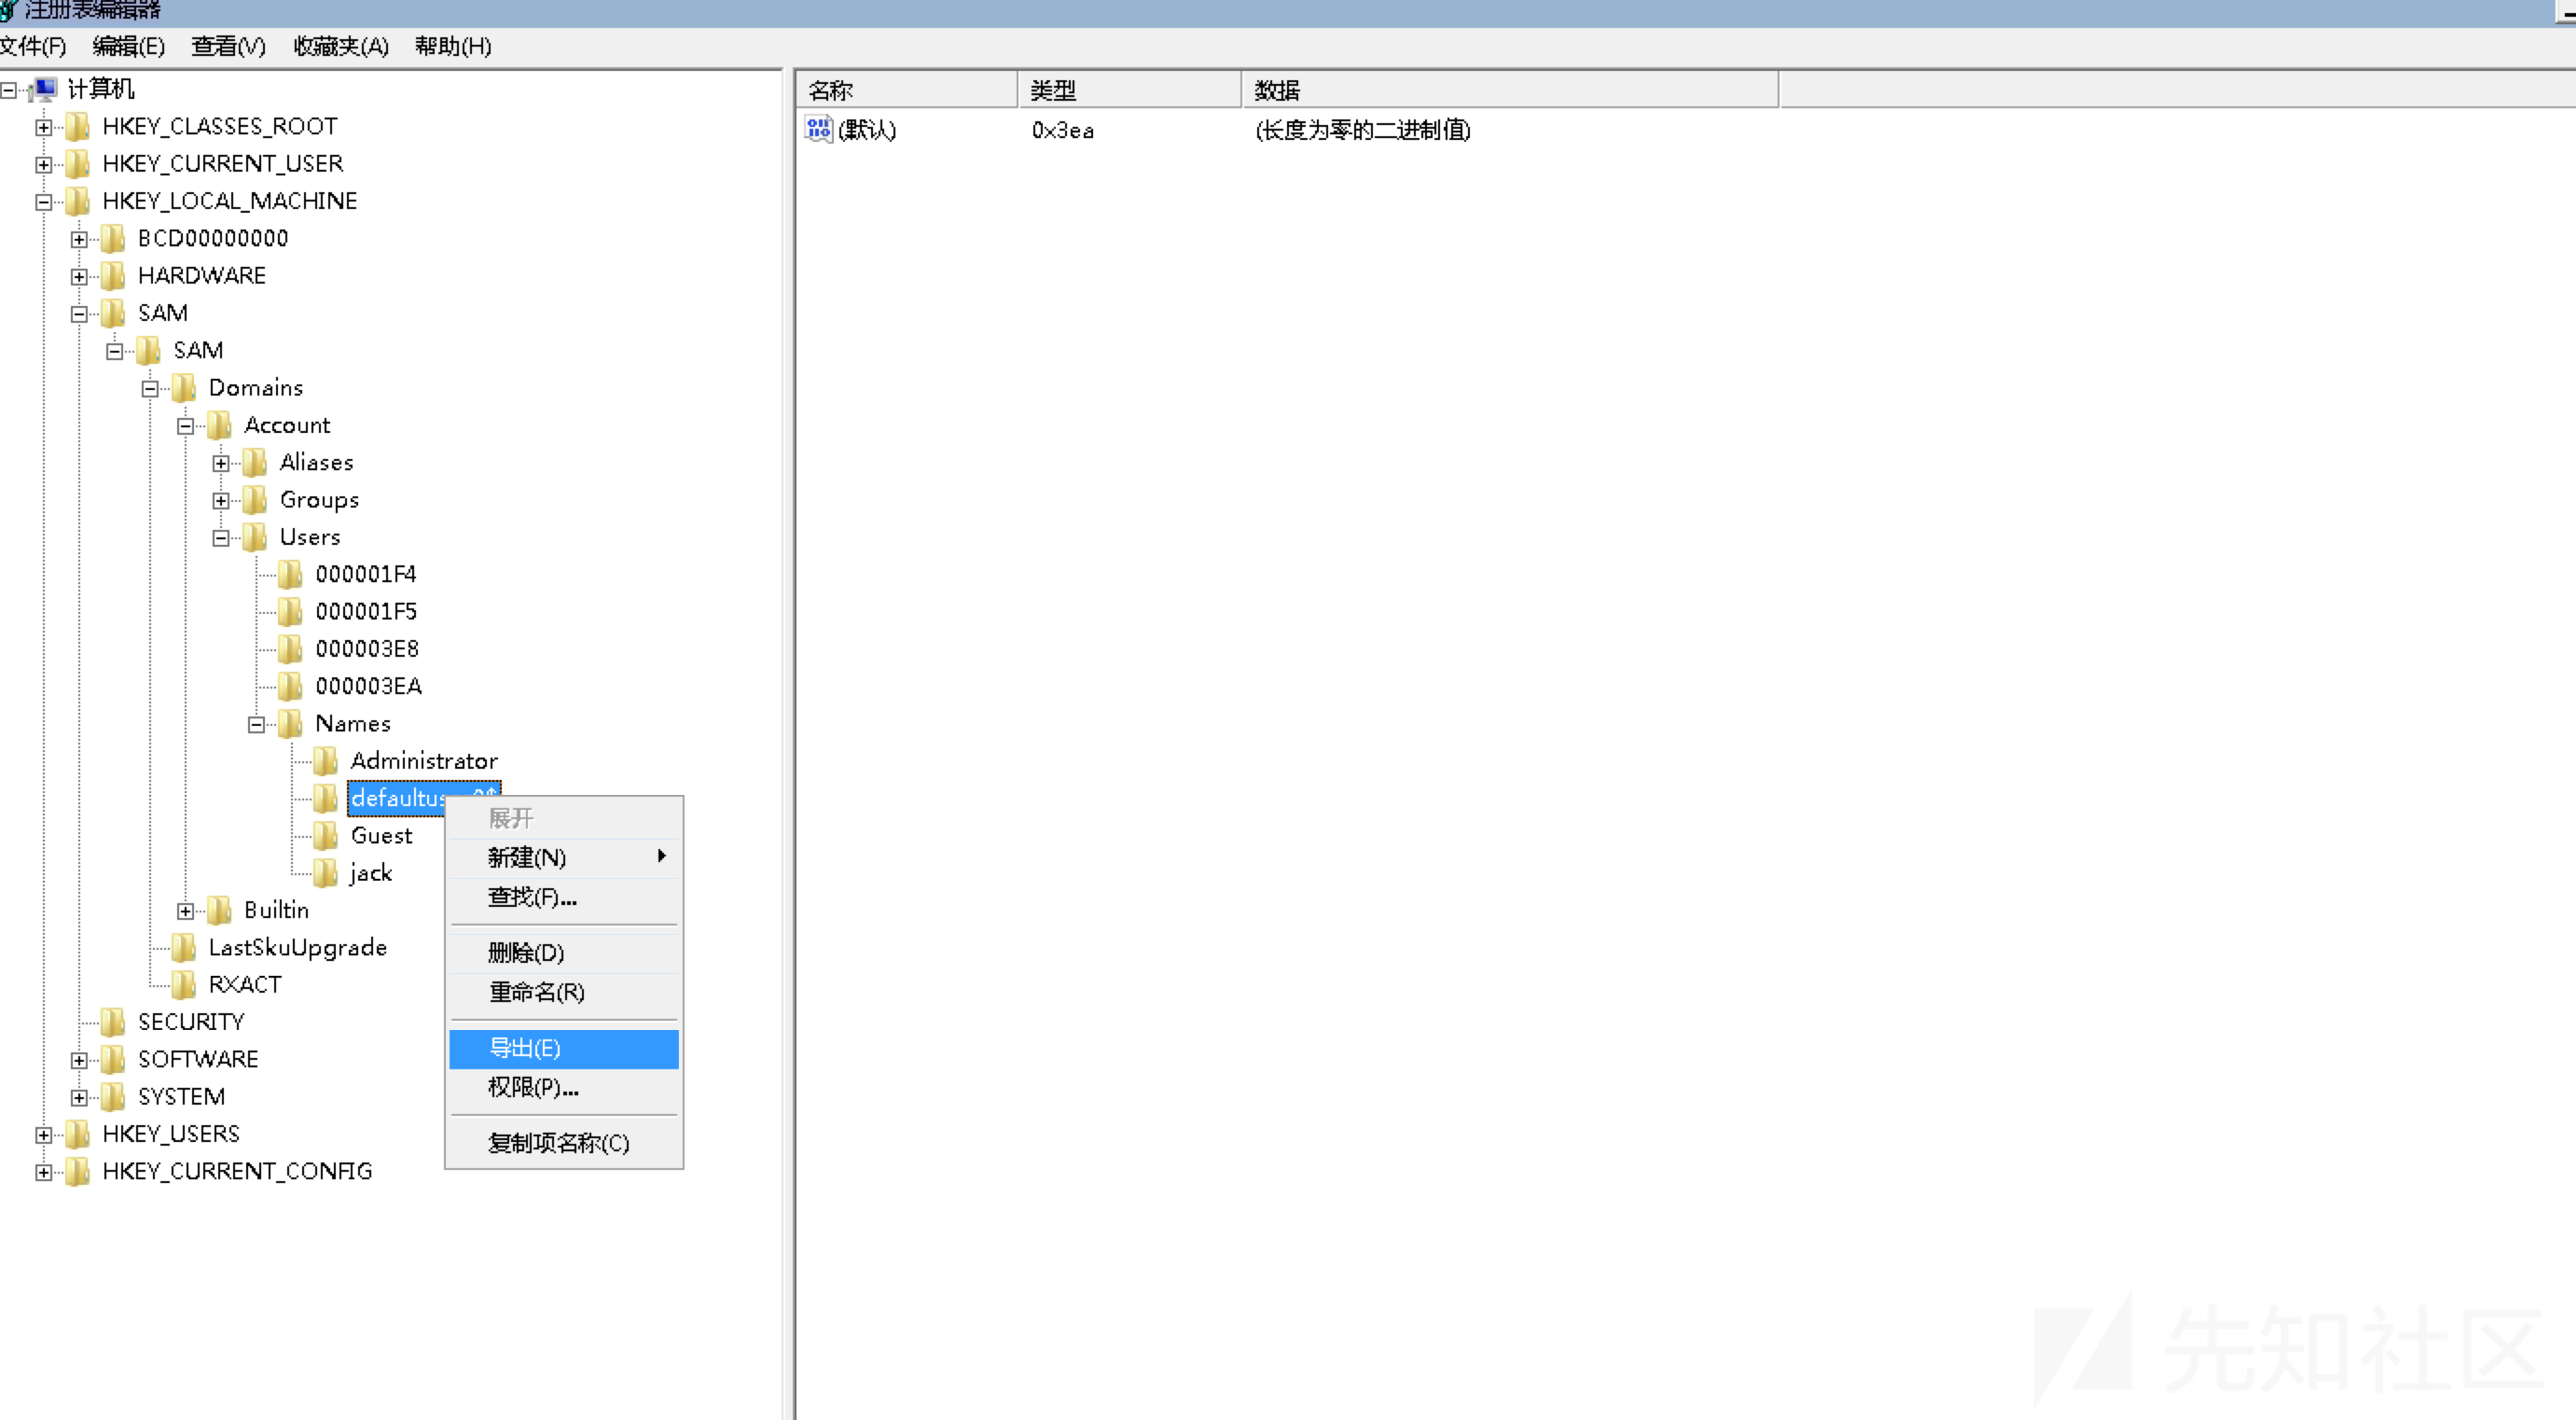 注册表编辑器
文件(F) 编辑(E) 查看(V) 收藏夹(A) 帮助(H)
计算机
HKEY_CLASSES_ROOT
HKEY_CURRENT_USER
HKEY_LOCAL_MACHINE
BCD00000000
HARDWARE
SAM
SAM
Domains
Account
Aliases
Groups
Users
000001F4
000001F5
000003E8
000003EA
Names
Administrator
Guest
jack
Builtin
LastSkuUpgrade
RXACT
SECURITY
SOFTWARE
SYSTEM
HKEY_USERS
HKEY_CURRENT_CONFIG
展开
新建(N)
查找(F)...
删除(D)
重命名(R)
导出(E)
权限(P)...
复制项名称(C)
名称 类型 数据
(默认) 0x3ea (长度为零的二进制值)
先知社区